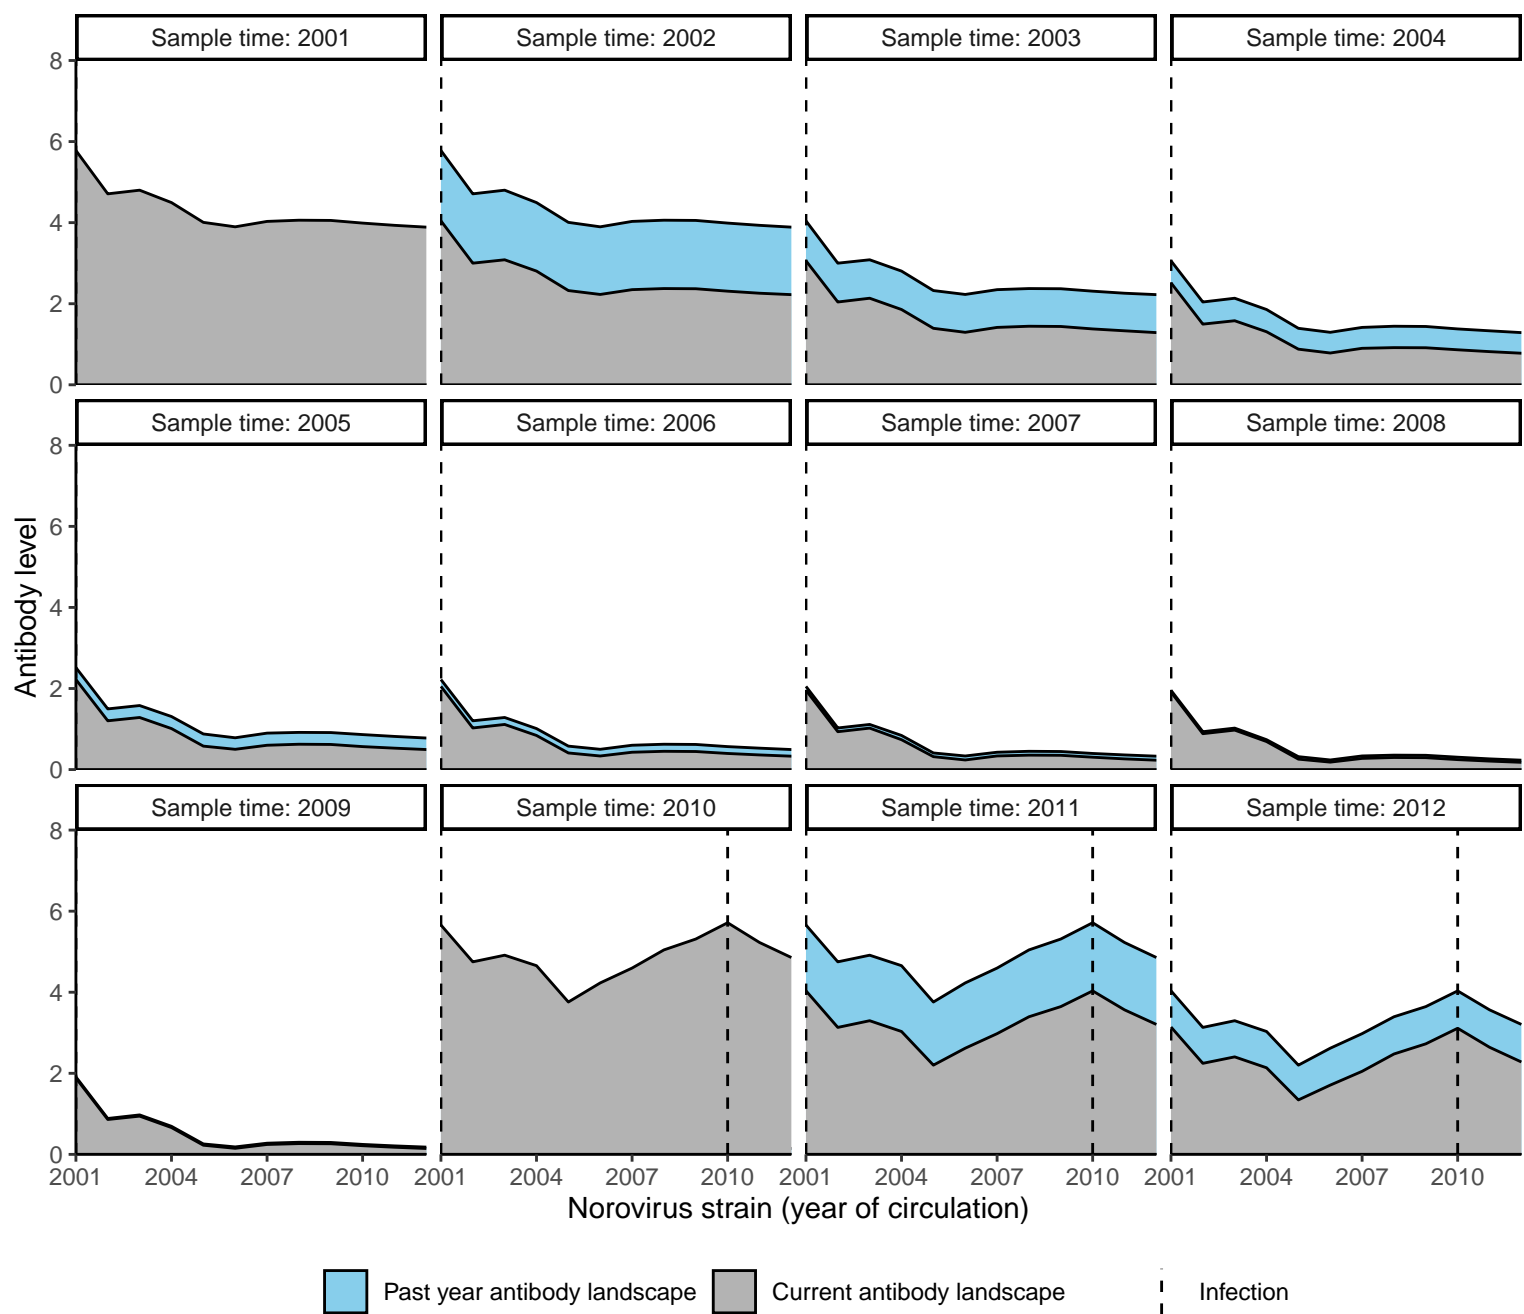 Sample time: 2001
Sample time: 2002
Sample time: 2003
Sample time: 2004
8
6
4
2
0
Sample time: 2005
Sample time: 2006
Sample time: 2007
Sample time: 2008
8
6
4
2
0
Antibody level
Sample time: 2009
Sample time: 2010
Sample time: 2011
Sample time: 2012
8
6
4
2
0
2001 2004 2007 2010
2001 2004 2007 2010
2001 2004 2007 2010
2001 2004 2007 2010
Norovirus strain (year of circulation)
Past year antibody landscape
Current antibody landscape
Infection